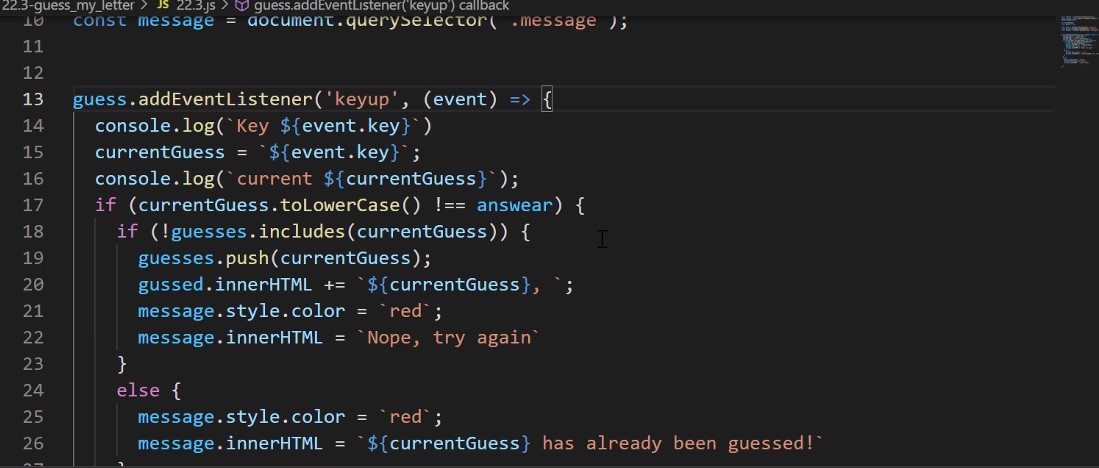 22.3-guess_my_letter > JS 22.3.js > guess.addEventListener('keyup') callback
10 const message = document.querySelector( .message );
11
12
13 guess.addEventListener('keyup', (event) => {
14 console.log(`Key ${event.key}`)
15 currentGuess = `${event.key}`;
16 console.log(`current ${currentGuess}`);
17 if (currentGuess.toLowerCase() !== answear) {
18 if (!guesses.includes(currentGuess)) {
19 guesses.push(currentGuess);
20 gussed.innerHTML += `${currentGuess}, `;
21 message.style.color = `red`;
22 message.innerHTML = `Nope, try again`
23 }
24 else {
25 message.style.color = `red`;
26 message.innerHTML = `${currentGuess} has already been guessed!`